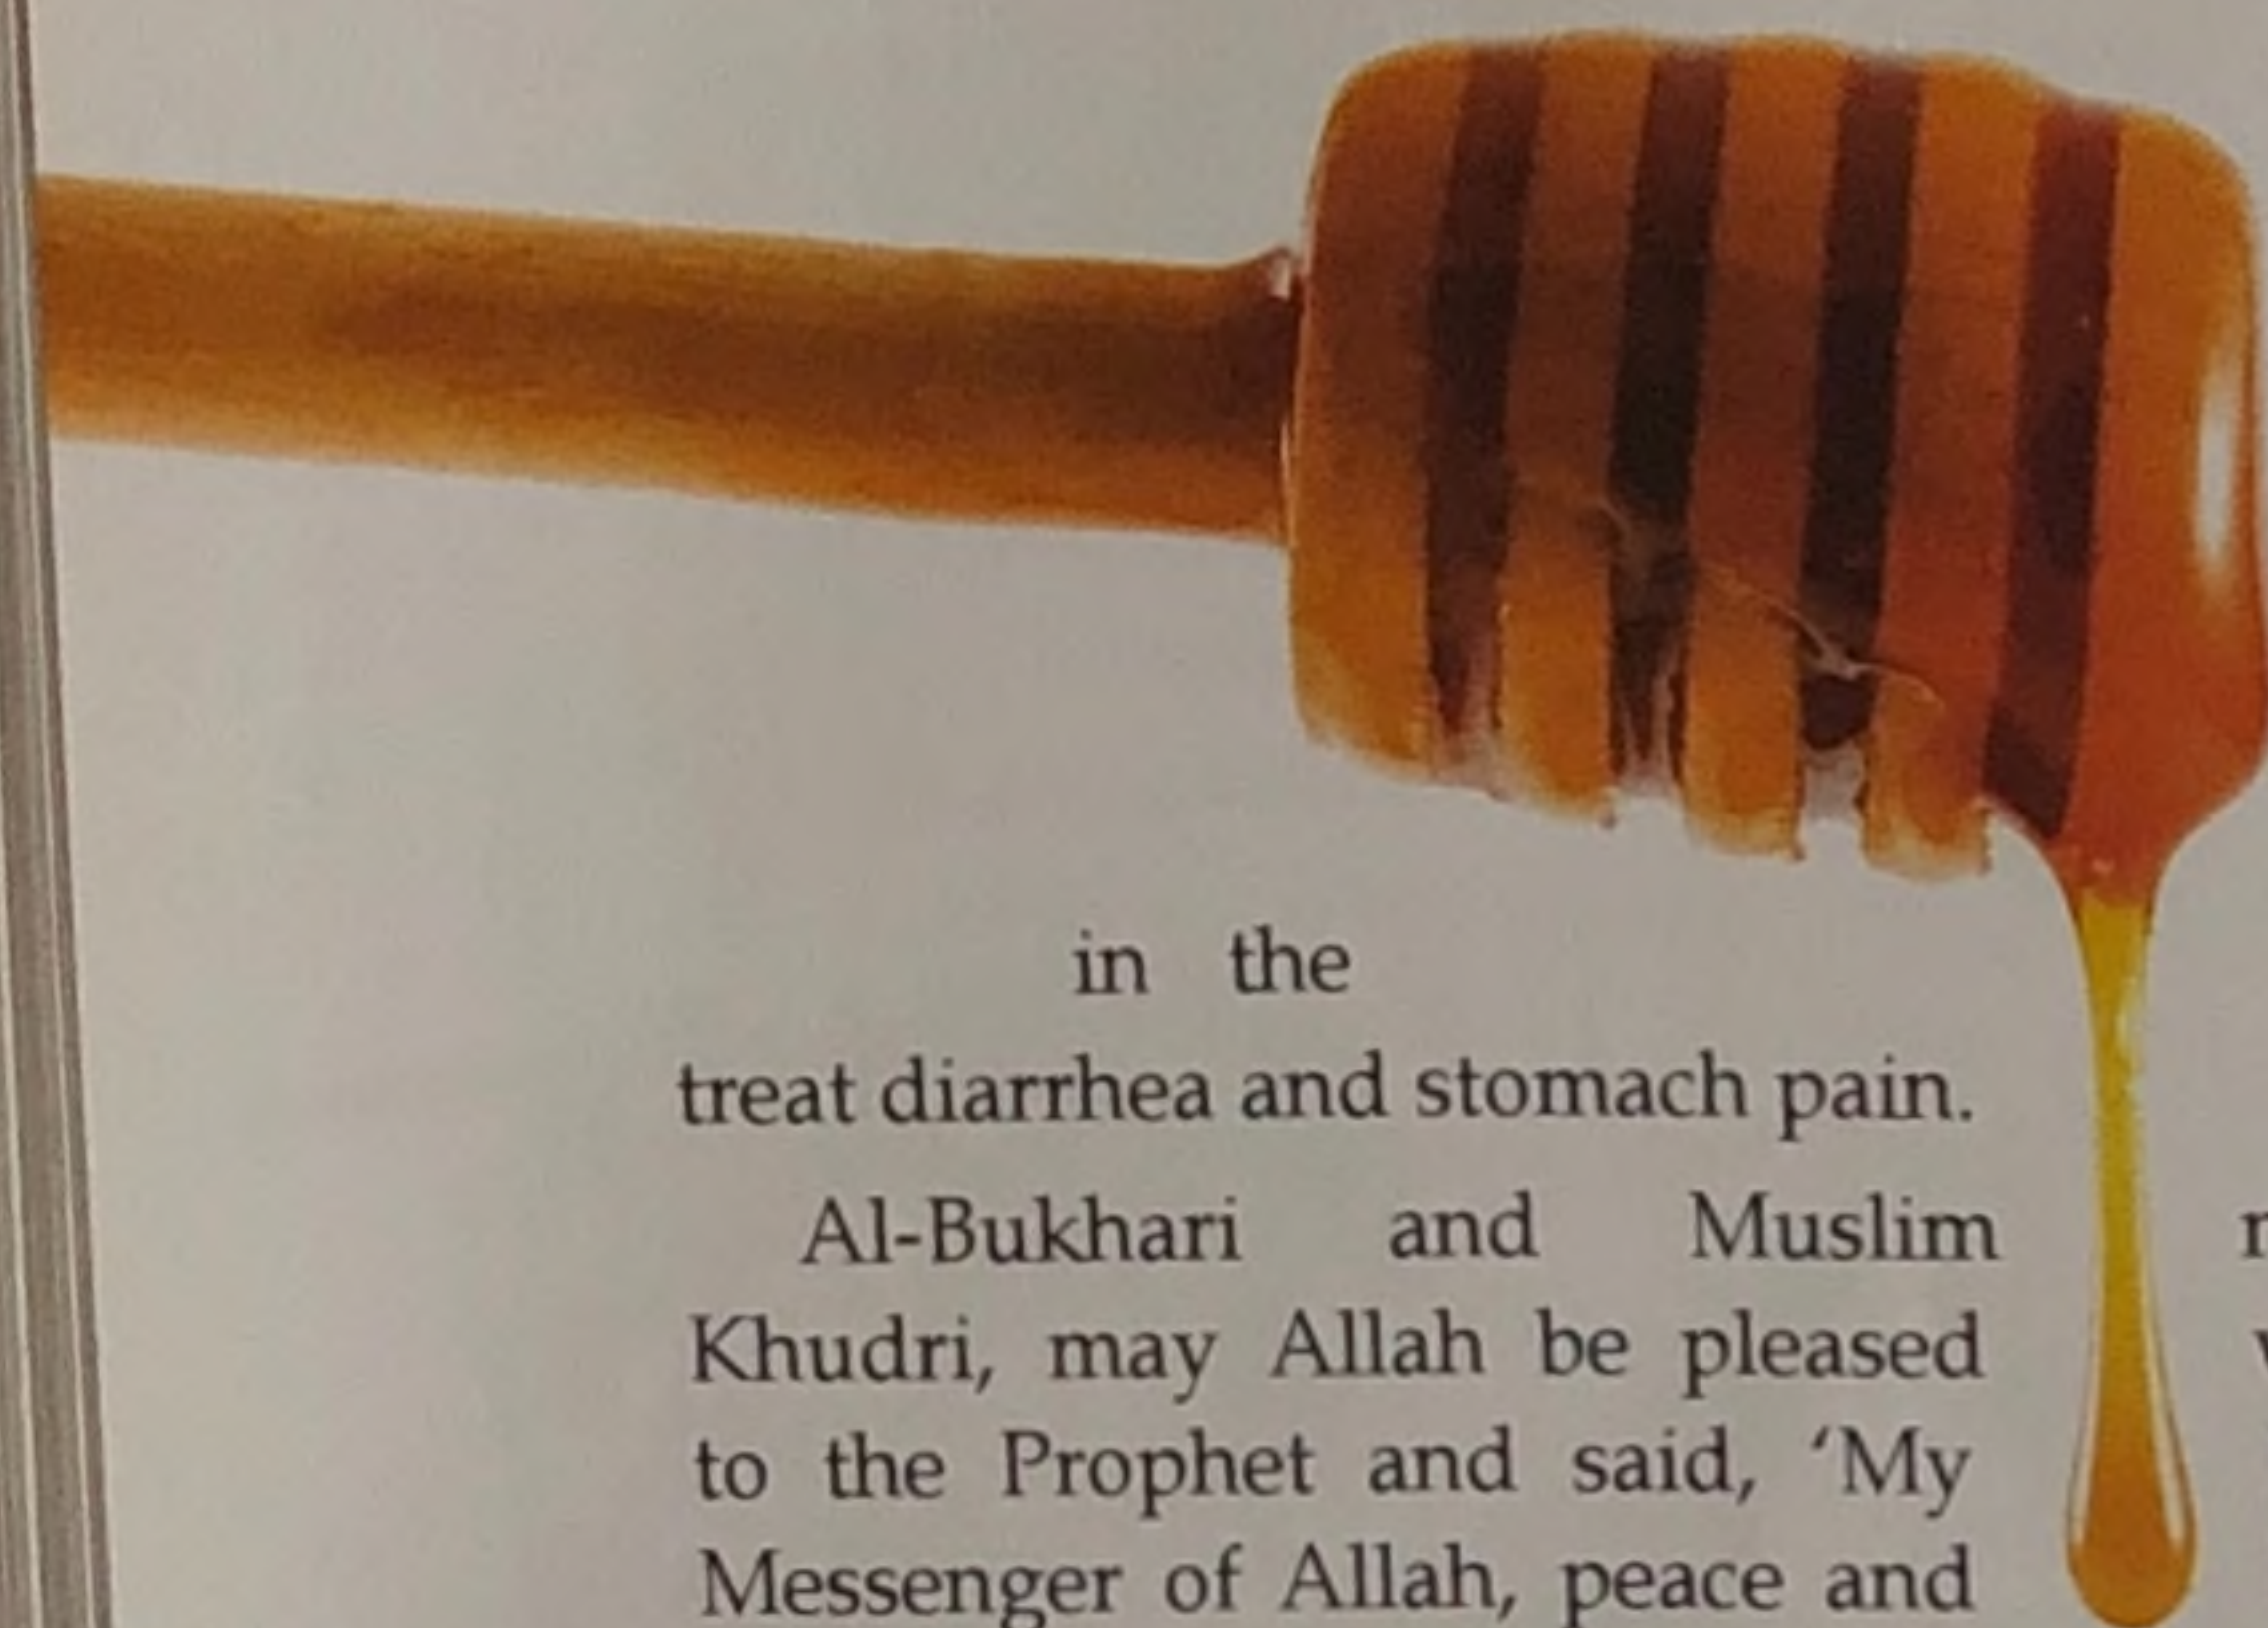 in the
treat diarrhea and stomach pain.
Al-Bukhari and Muslim
Khudri, may Allah be pleased
to the Prophet and said, ‘My
Messenger of Allah, peace and